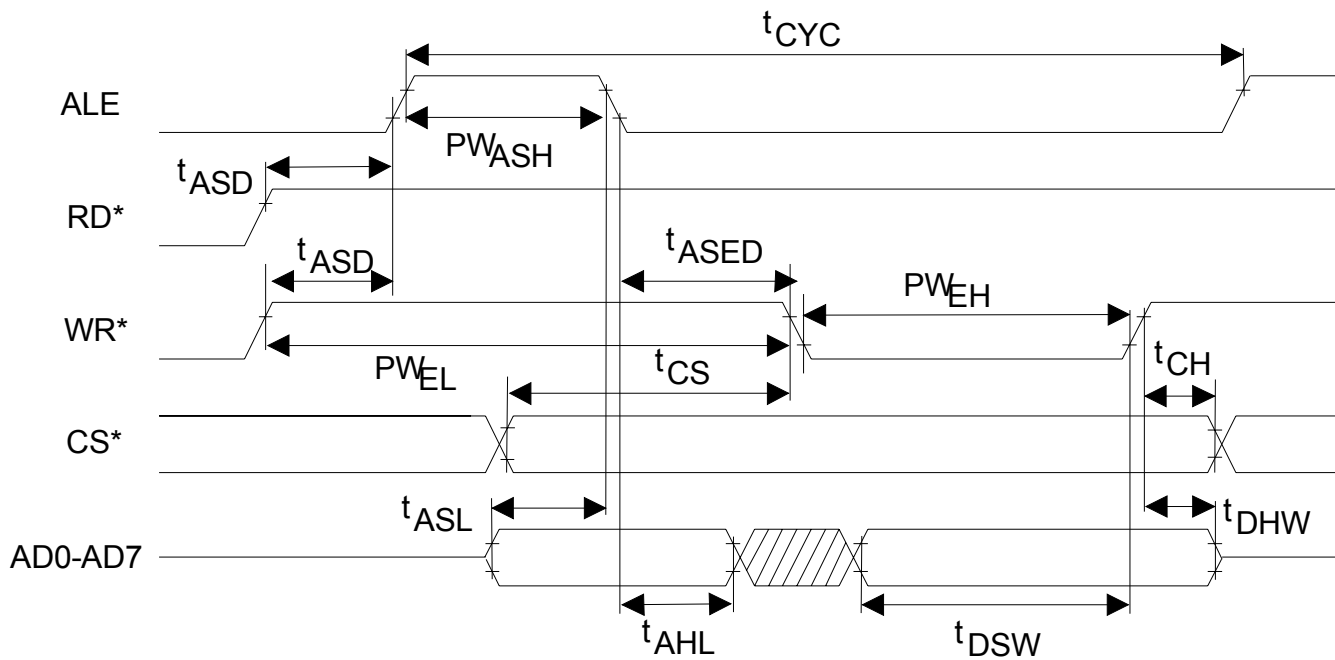 tCYC
ALE
PWASH
tASD
RD*
tASD
tASED
PWEH
WR*
PWEL
tCS
tCH
CS*
tASL
tDHW
AD0-AD7
tAHL
tDSW